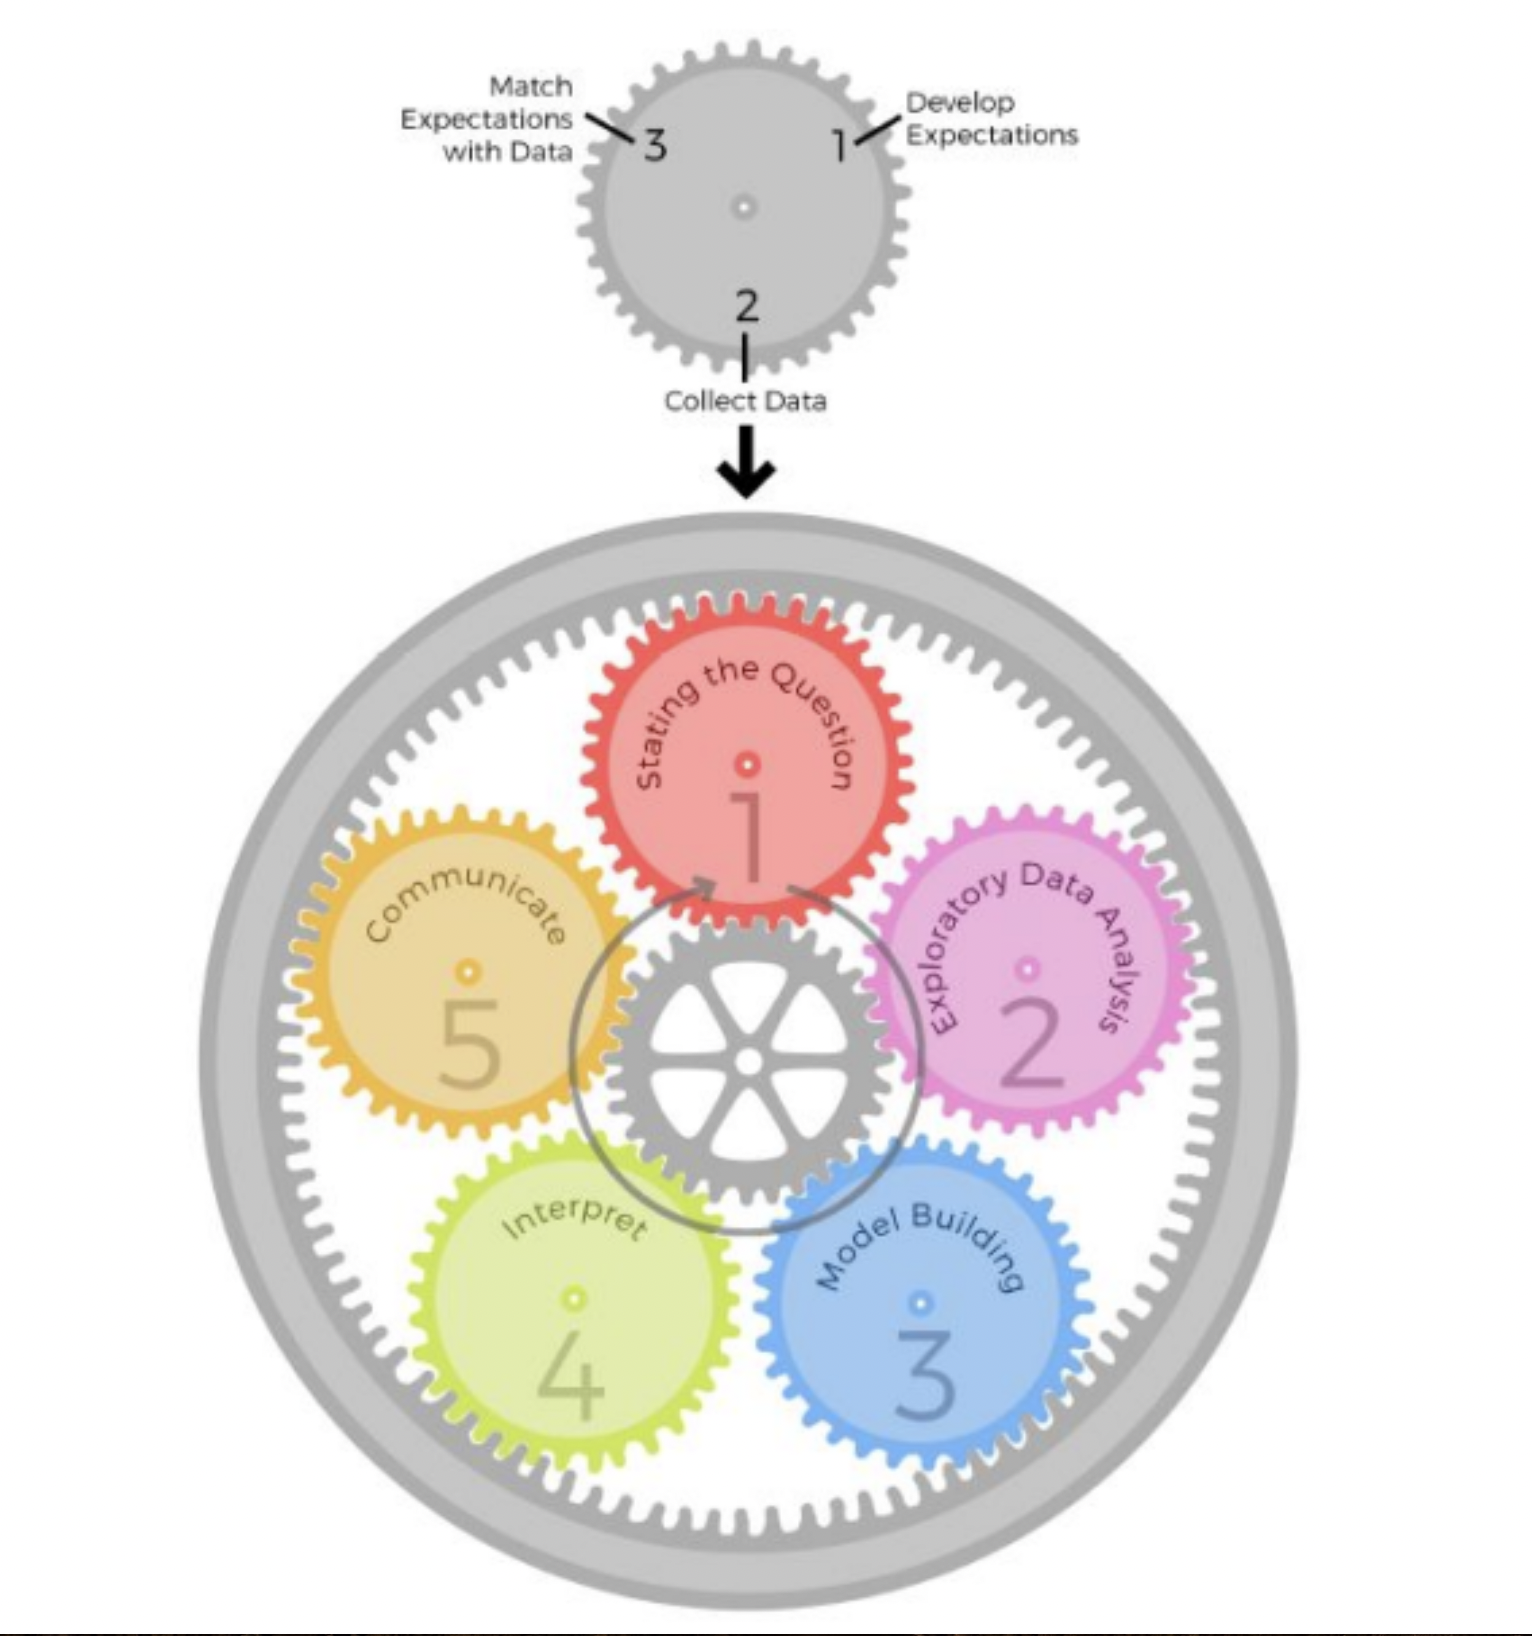 Match
Expectations
with Data
3
1
Develop
Expectations
2
Collect Data
Stating the Question
1
Exploratory Data Analysis
2
Model Building
3
Interpret
4
Communicate
5